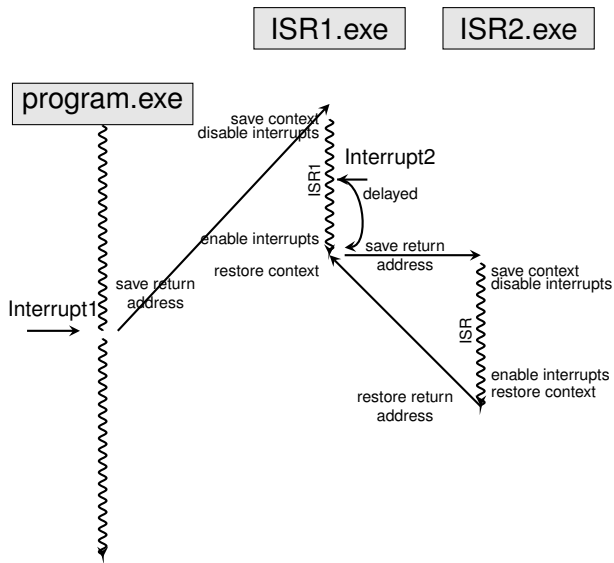 ISR1.exe
ISR2.exe
program.exe
save context
disable interrupts
Interrupt2
ISR1
delayed
enable interrupts
save return
address
restore context
save context
disable interrupts
save return
address
Interrupt1
ISR
enable interrupts
restore context
restore return
address